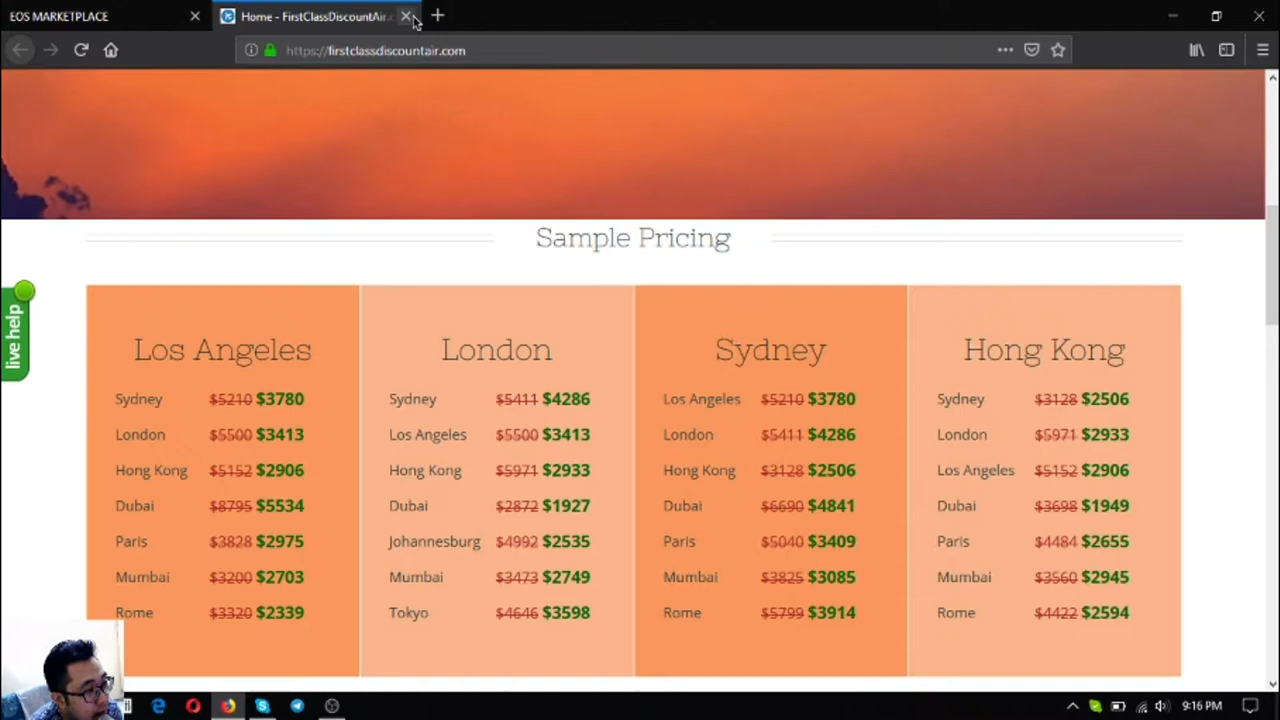 EOS MARKETPLACE
Home - FirstClassDiscountAir.c
https://firstclassdiscountair.com
Sample Pricing
live help
Los Angeles
Sydney $5210 $3780
London $5500 $3413
Hong Kong $5152 $2906
Dubai $8795 $5534
Paris $3828 $2975
Mumbai $3200 $2703
Rome $3320 $2339
London
Sydney $5411 $4286
Los Angeles $5500 $3413
Hong Kong $5971 $2933
Dubai $2872 $1927
Johannesburg $4992 $2535
Mumbai $3473 $2749
Tokyo $4646 $3598
Sydney
Los Angeles $5210 $3780
London $5411 $4286
Hong Kong $3128 $2506
Dubai $6690 $4841
Paris $5040 $3409
Mumbai $3825 $3085
Rome $5799 $3914
Hong Kong
Sydney $3128 $2506
London $5971 $2933
Los Angeles $5152 $2906
Dubai $3698 $1949
Paris $4484 $2655
Mumbai $3560 $2945
Rome $4422 $2594
9:16 PM